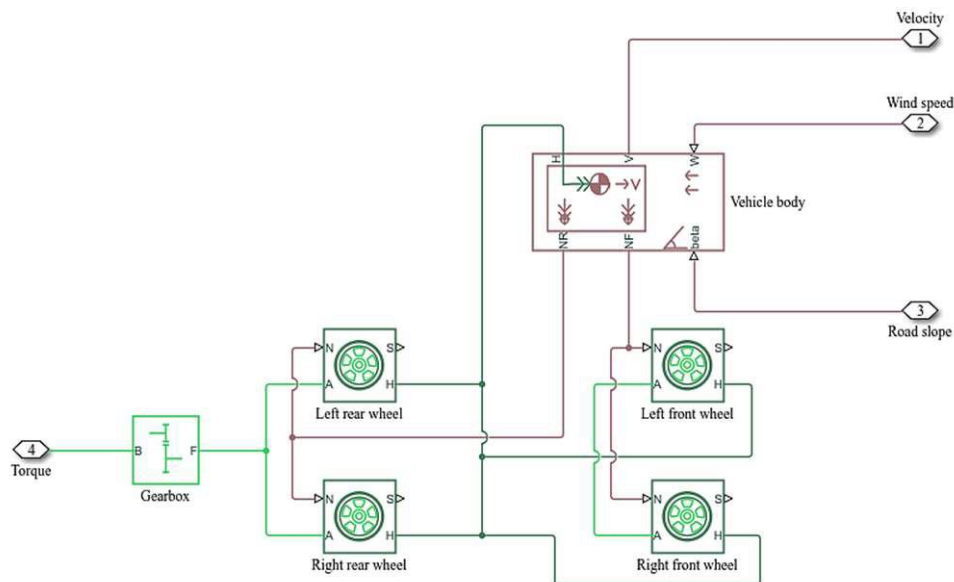 Velocity
1
Wind speed
2
H
V
W
V
Vehicle body
NR
NF
beta
3
Road slope
N
S
N
S
A
H
A
H
Left rear wheel
Left front wheel
4
B
F
Torque
Gearbox
N
S
N
S
A
H
A
H
Right rear wheel
Right front wheel